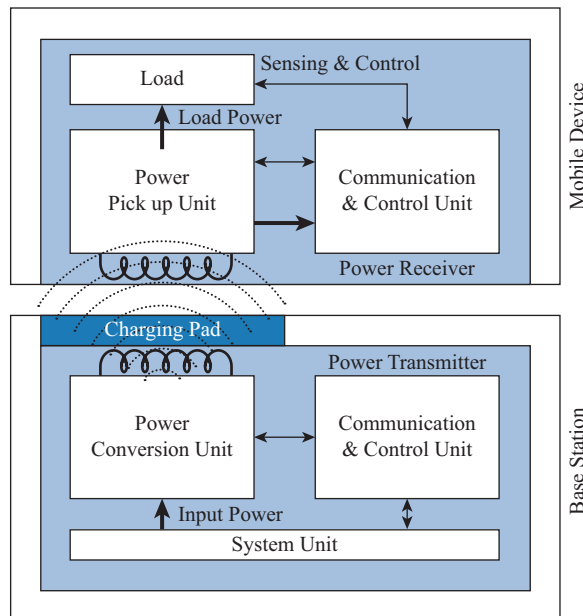 Load
Sensing & Control
Load Power
Power
Pick up Unit
Communication
& Control Unit
Power Receiver
Mobile Device
Charging Pad
Power Transmitter
Power
Conversion Unit
Communication
& Control Unit
Input Power
System Unit
Base Station